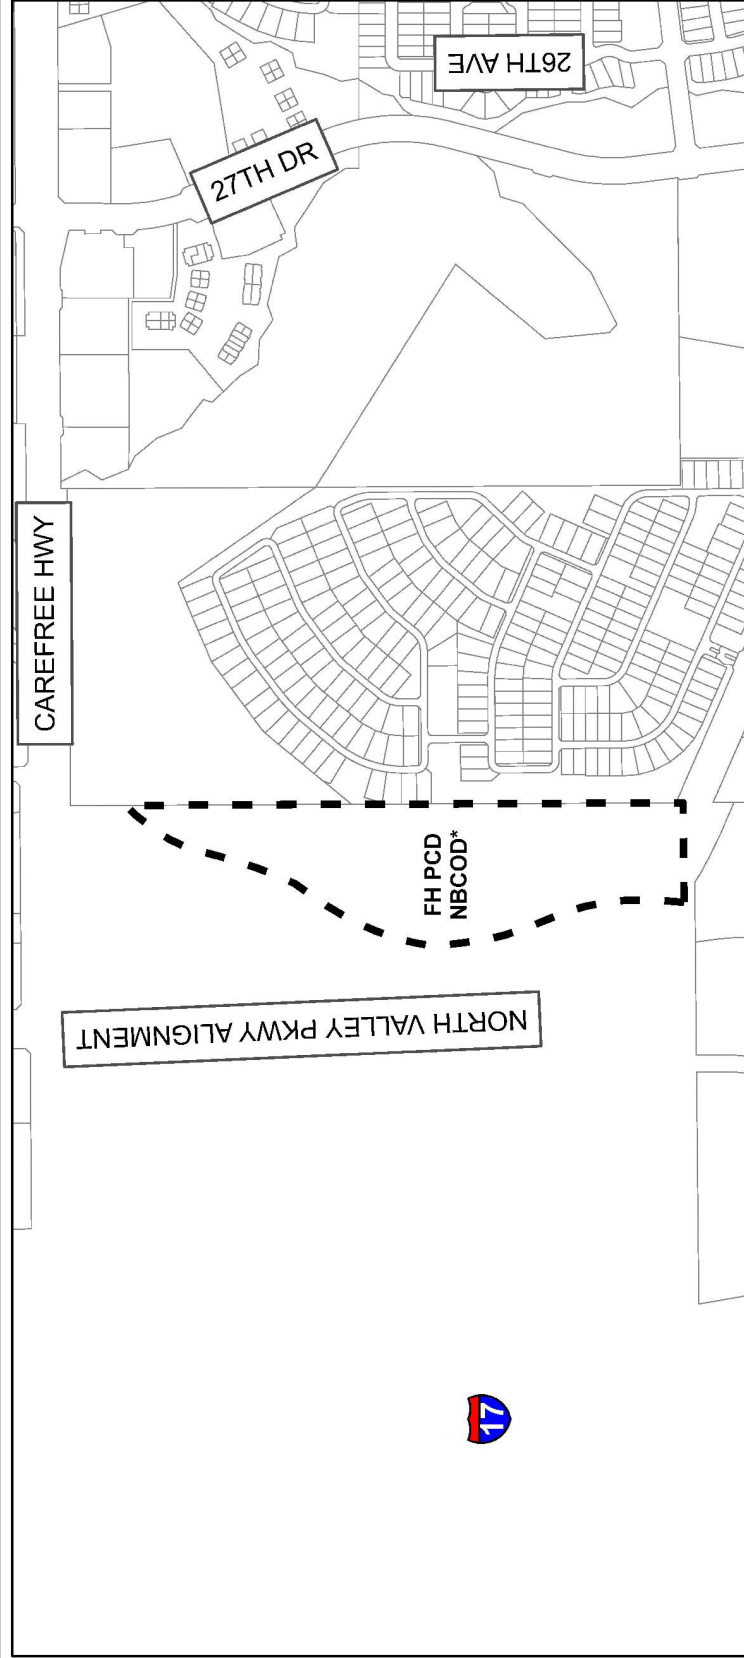 26TH AVE
27TH DR
CAREFREE HWY
FH PCD
NBCOD*
NORTH VALLEY PKWY ALIGNMENT
17